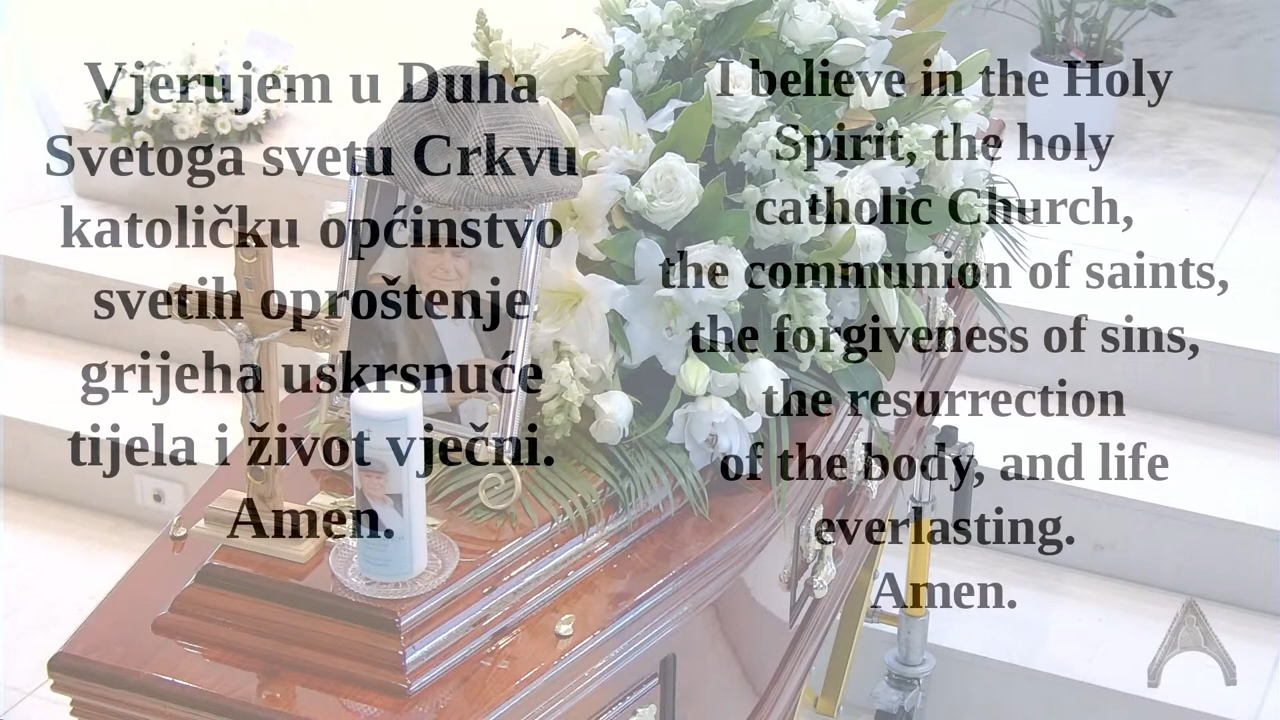 Vjerujem u Duha
Svetoga svetu Crkvu
katoličku općinstvo
svetih oproštenje
grijeha uskrsnuće
tijela i život vječni.
Amen.
I believe in the Holy
Spirit, the holy
catholic Church,
the communion of saints,
the forgiveness of sins,
the resurrection
of the body, and life
everlasting.
Amen.